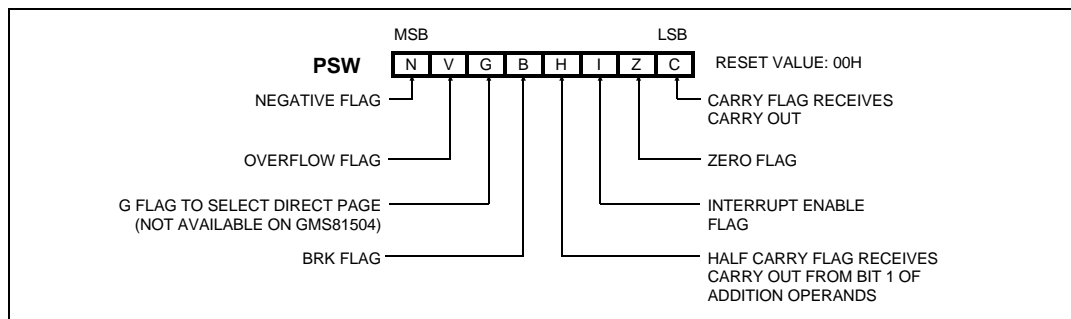 MSB LSB
PSW N V G B H I Z C RESET VALUE: 00H
NEGATIVE FLAG
CARRY FLAG RECEIVES
CARRY OUT
OVERFLOW FLAG
ZERO FLAG
G FLAG TO SELECT DIRECT PAGE
(NOT AVAILABLE ON GMS81504)
INTERRUPT ENABLE
FLAG
BRK FLAG
HALF CARRY FLAG RECEIVES
CARRY OUT FROM BIT 1 OF
ADDITION OPERANDS